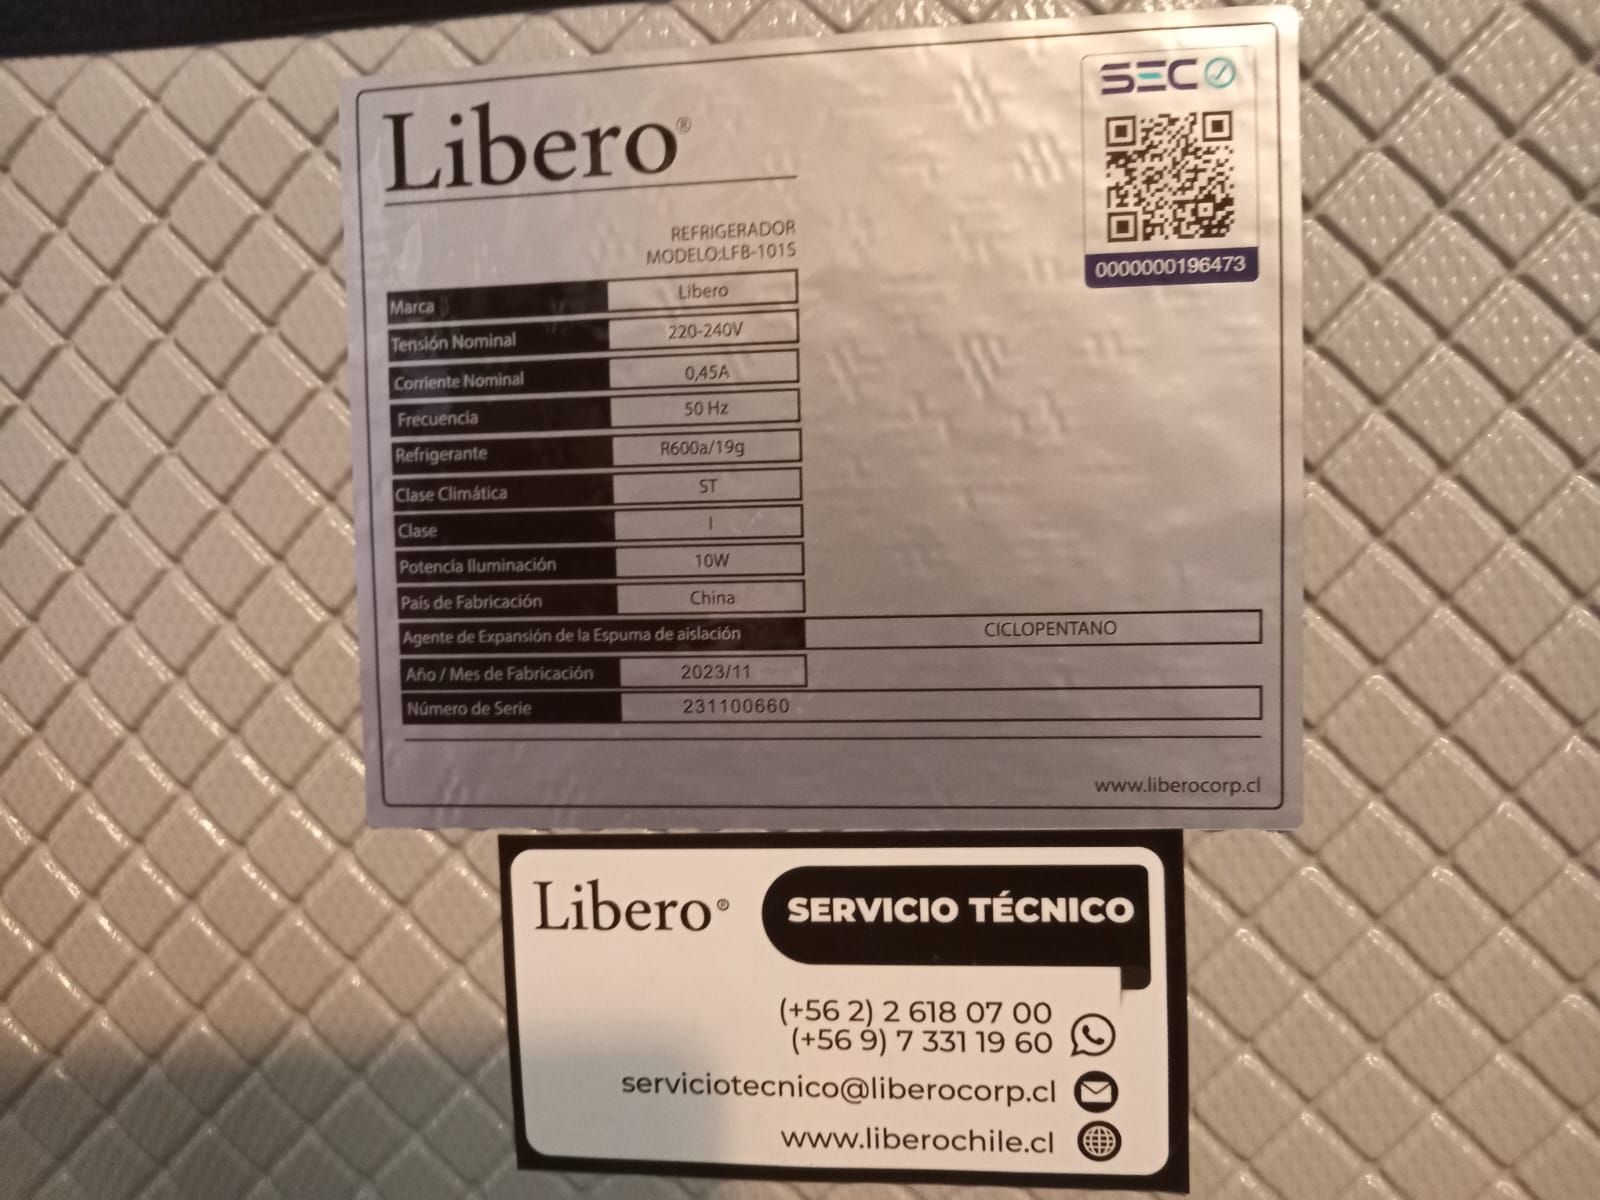 Libero®
SEC
0000000196473
REFRIGERADOR
MODELO:LFB-101S
Marca Libero
Tensión Nominal 220-240V
Corriente Nominal 0,45A
Frecuencia 50 Hz
Refrigerante R600a/19g
Clase Climática ST
Clase I
Potencia Iluminación 10W
País de Fabricación China
Agente de Expansión de la Espuma de aislación CICLOPENTANO
Año / Mes de Fabricación 2023/11
Número de Serie 231100660
www.liberocorp.cl
Libero® SERVICIO TÉCNICO
(+56 2) 2 618 07 00
(+56 9) 7 331 19 60
serviciotecnico@liberocorp.cl
www.liberochile.cl